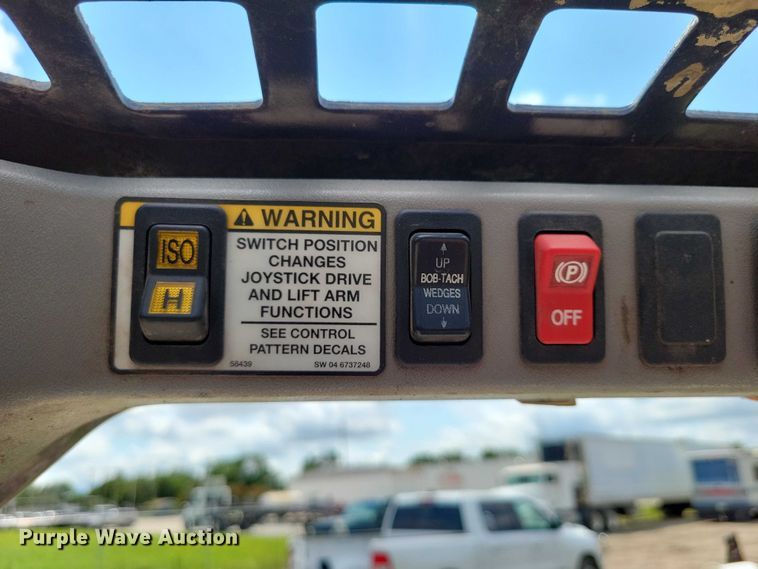 ISO
H
WARNING
SWITCH POSITION
CHANGES
JOYSTICK DRIVE
AND LIFT ARM
FUNCTIONS
SEE CONTROL
PATTERN DECALS
56439 SW 04 6737248
UP
BOB-TACH
WEDGES
DOWN
P
OFF
Purple Wave Auction